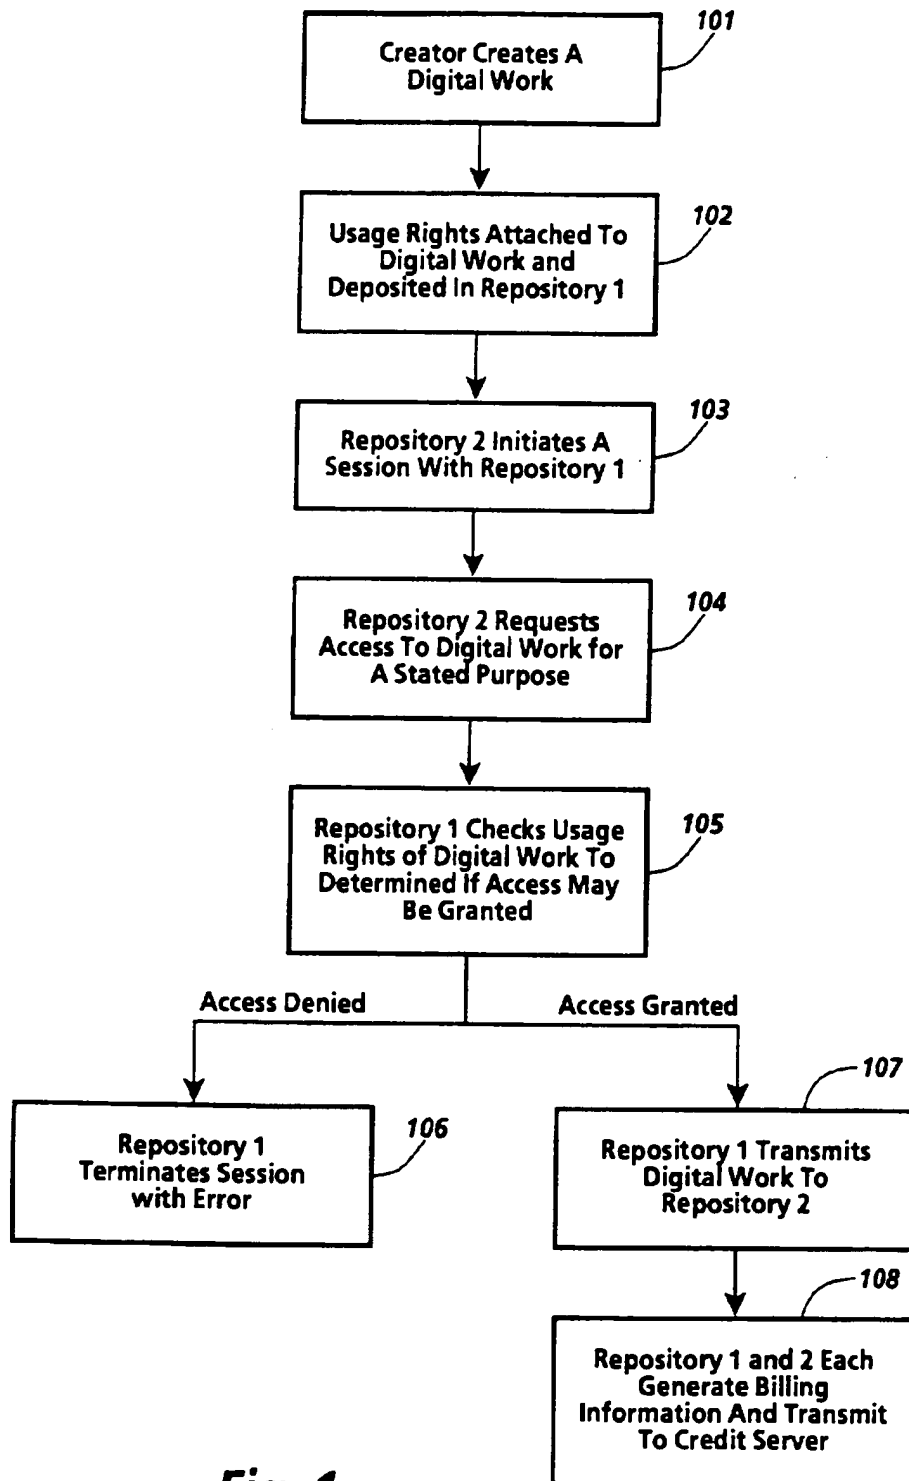 101
Creator Creates A
Digital Work
102
Usage Rights Attached To
Digital Work and
Deposited In Repository 1
103
Repository 2 Initiates A
Session With Repository 1
104
Repository 2 Requests
Access To Digital Work for
A Stated Purpose
105
Repository 1 Checks Usage
Rights of Digital Work To
Determined If Access May
Be Granted
Access Denied
Access Granted
106
Repository 1
Terminates Session
with Error
107
Repository 1 Transmits
Digital Work To
Repository 2
108
Repository 1 and 2 Each
Generate Billing
Information And Transmit
To Credit Server
Fig. 1